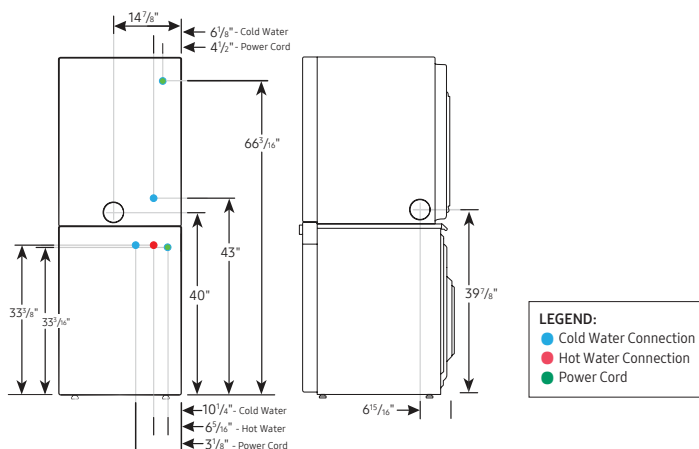 14⁷/₈"
6¹/₈" - Cold Water
4¹/₂" - Power Cord
66³/₁₆"
43"
40"
33³/₈"
33³/₁₆"
39⁷/₈"
10¹/₄" - Cold Water
6⁵/₁₆" - Hot Water
3¹/₈" - Power Cord
6¹⁵/₁₆"
LEGEND:
Cold Water Connection
Hot Water Connection
Power Cord